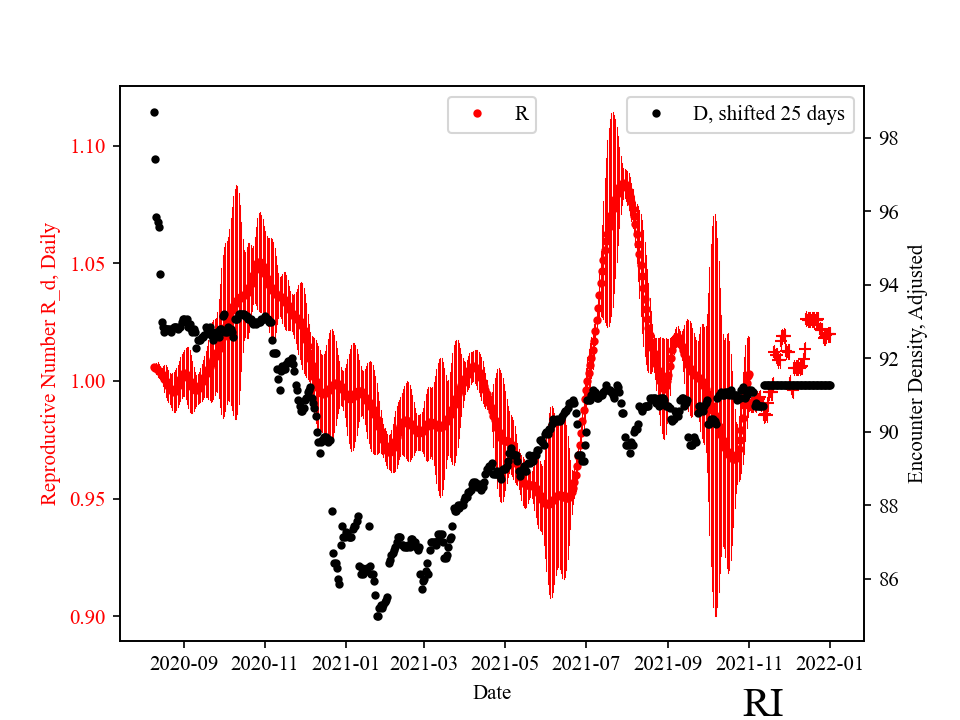 R
D, shifted 25 days
Reproductive Number R_d, Daily
1.10
1.05
1.00
0.95
0.90
98
96
94
92
90
88
86
Encounter Density, Adjusted
2020-09 2020-11 2021-01 2021-03 2021-05 2021-07 2021-09 2021-11 2022-01
Date
RI